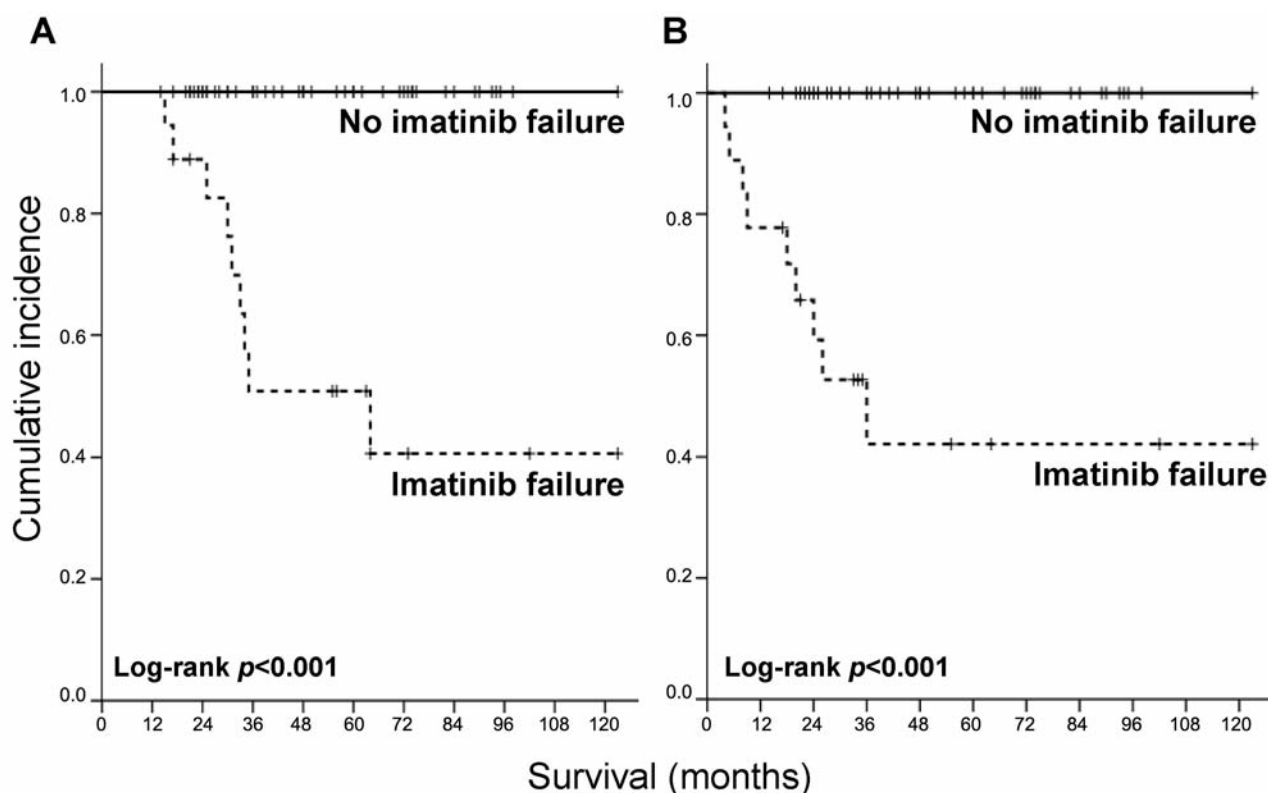 A
B
1.0
0.8
0.6
0.4
0.2
0.0
0 12 24 36 48 60 72 84 96 108 120
No imatinib failure
Imatinib failure
Log-rank p<0.001
1.0
0.8
0.6
0.4
0.2
0.0
0 12 24 36 48 60 72 84 96 108 120
No imatinib failure
Imatinib failure
Log-rank p<0.001
Cumulative incidence
Survival (months)